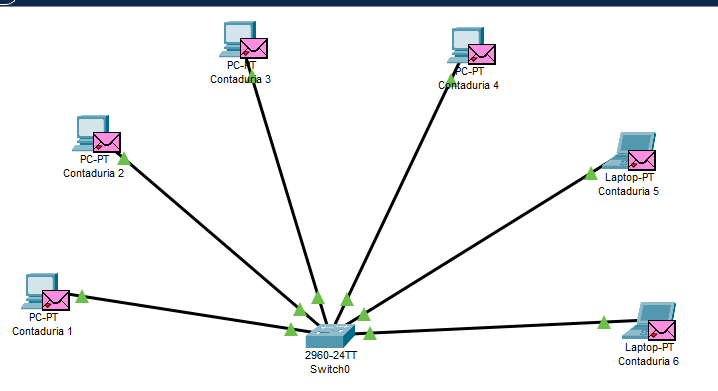 PC-PT
Contaduria 3
PC-PT
Contaduria 4
PC-PT
Contaduria 2
Laptop-PT
Contaduria 5
PC-PT
Contaduria 1
2960-24TT
Switch0
Laptop-PT
Contaduria 6